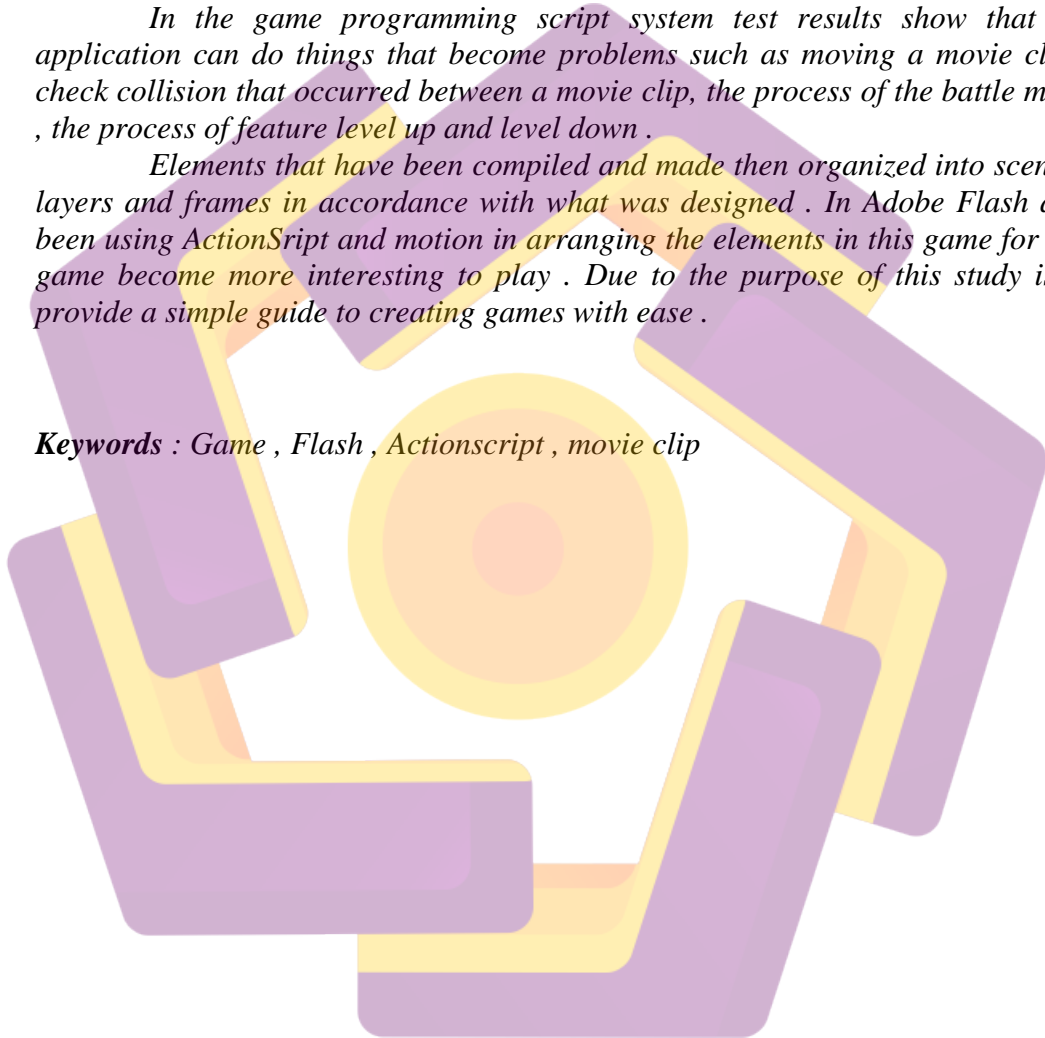 In the game programming script system test results show that
application can do things that become problems such as moving a movie cl
check collision that occurred between a movie clip, the process of the battle m
, the process of feature level up and level down .
Elements that have been compiled and made then organized into scen
layers and frames in accordance with what was designed . In Adobe Flash a
been using ActionSript and motion in arranging the elements in this game for
game become more interesting to play . Due to the purpose of this study i
provide a simple guide to creating games with ease .
Keywords : Game , Flash , Actionscript , movie clip